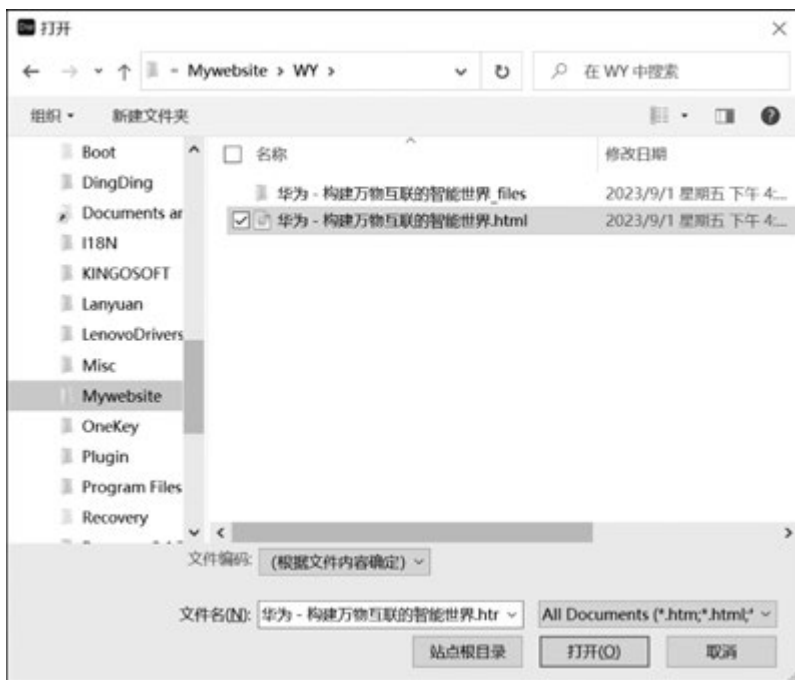 Dw 打开
Mywebsite > WY >
在 WY 中搜索
组织
新建文件夹
名称
修改日期
Boot
DingDing
Documents ar
I18N
KINGOSOFT
Lanyuan
LenovoDrivers
Misc
Mywebsite
OneKey
Plugin
Program Files
Recovery
华为 - 构建万物互联的智能世界_files
2023/9/1 星期五 下午 4:...
华为 - 构建万物互联的智能世界.html
2023/9/1 星期五 下午 4:...
文件编码: (根据文件内容确定)
文件名(N): 华为 - 构建万物互联的智能世界.htr
All Documents (*.htm;*.html;*
站点根目录
打开(O)
取消